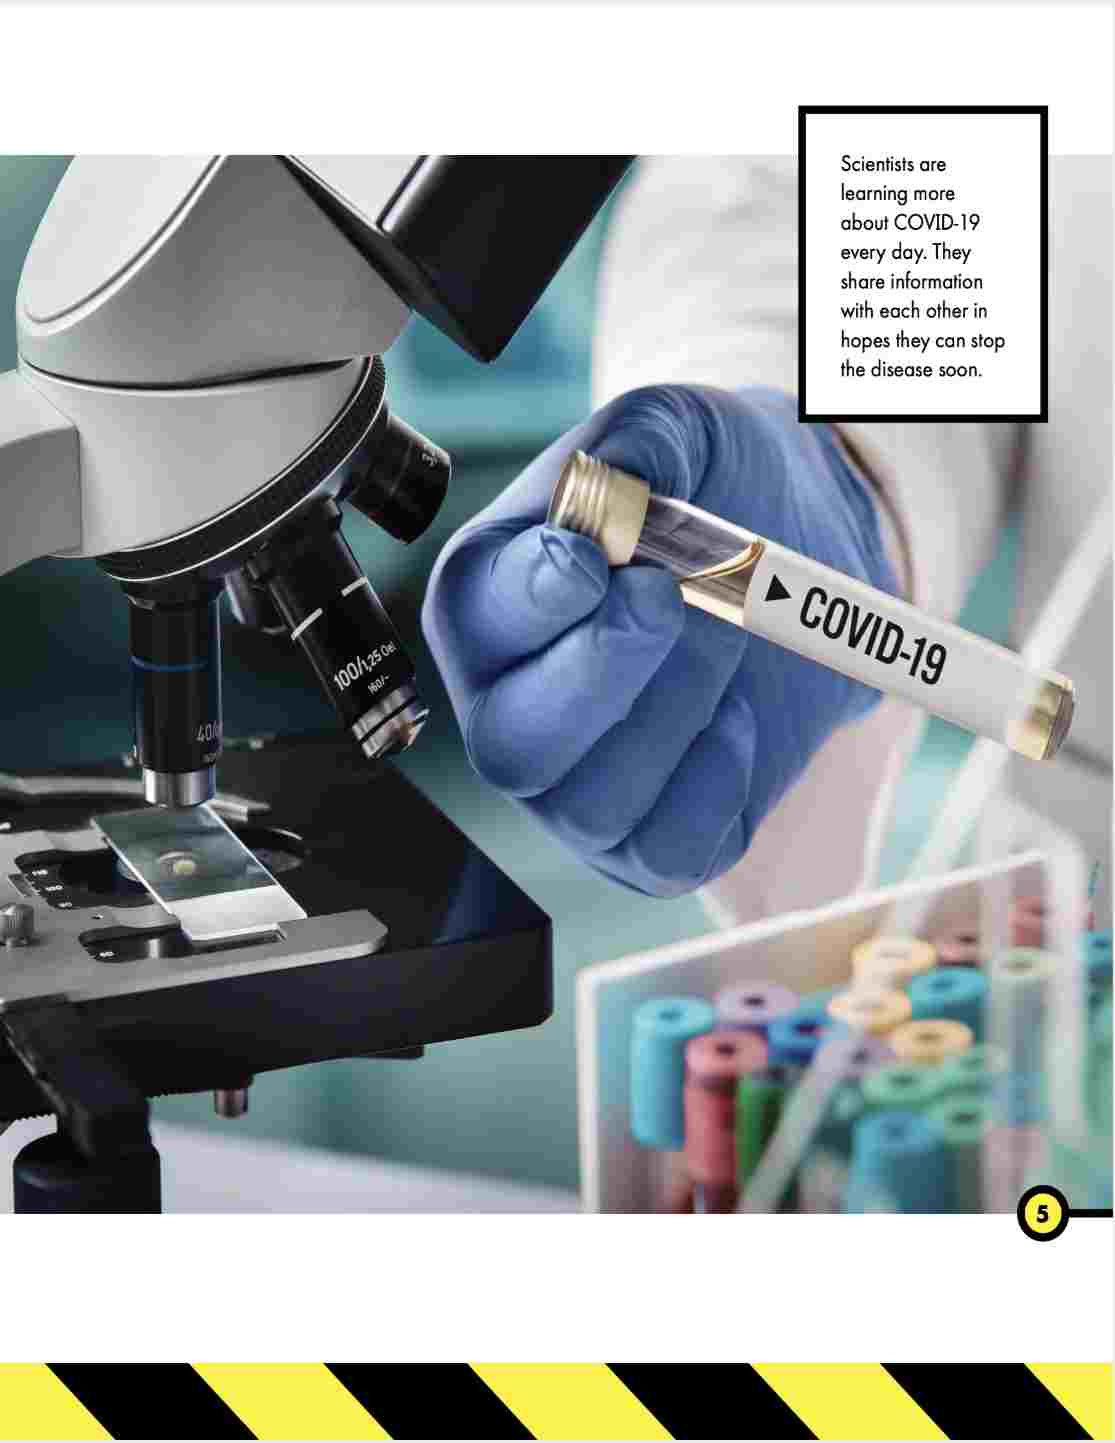 Scientists are
learning more
about COVID-19
every day. They
share information
with each other in
hopes they can stop
the disease soon.
▶ COVID-19
100/1,25 Oel
160/-
5